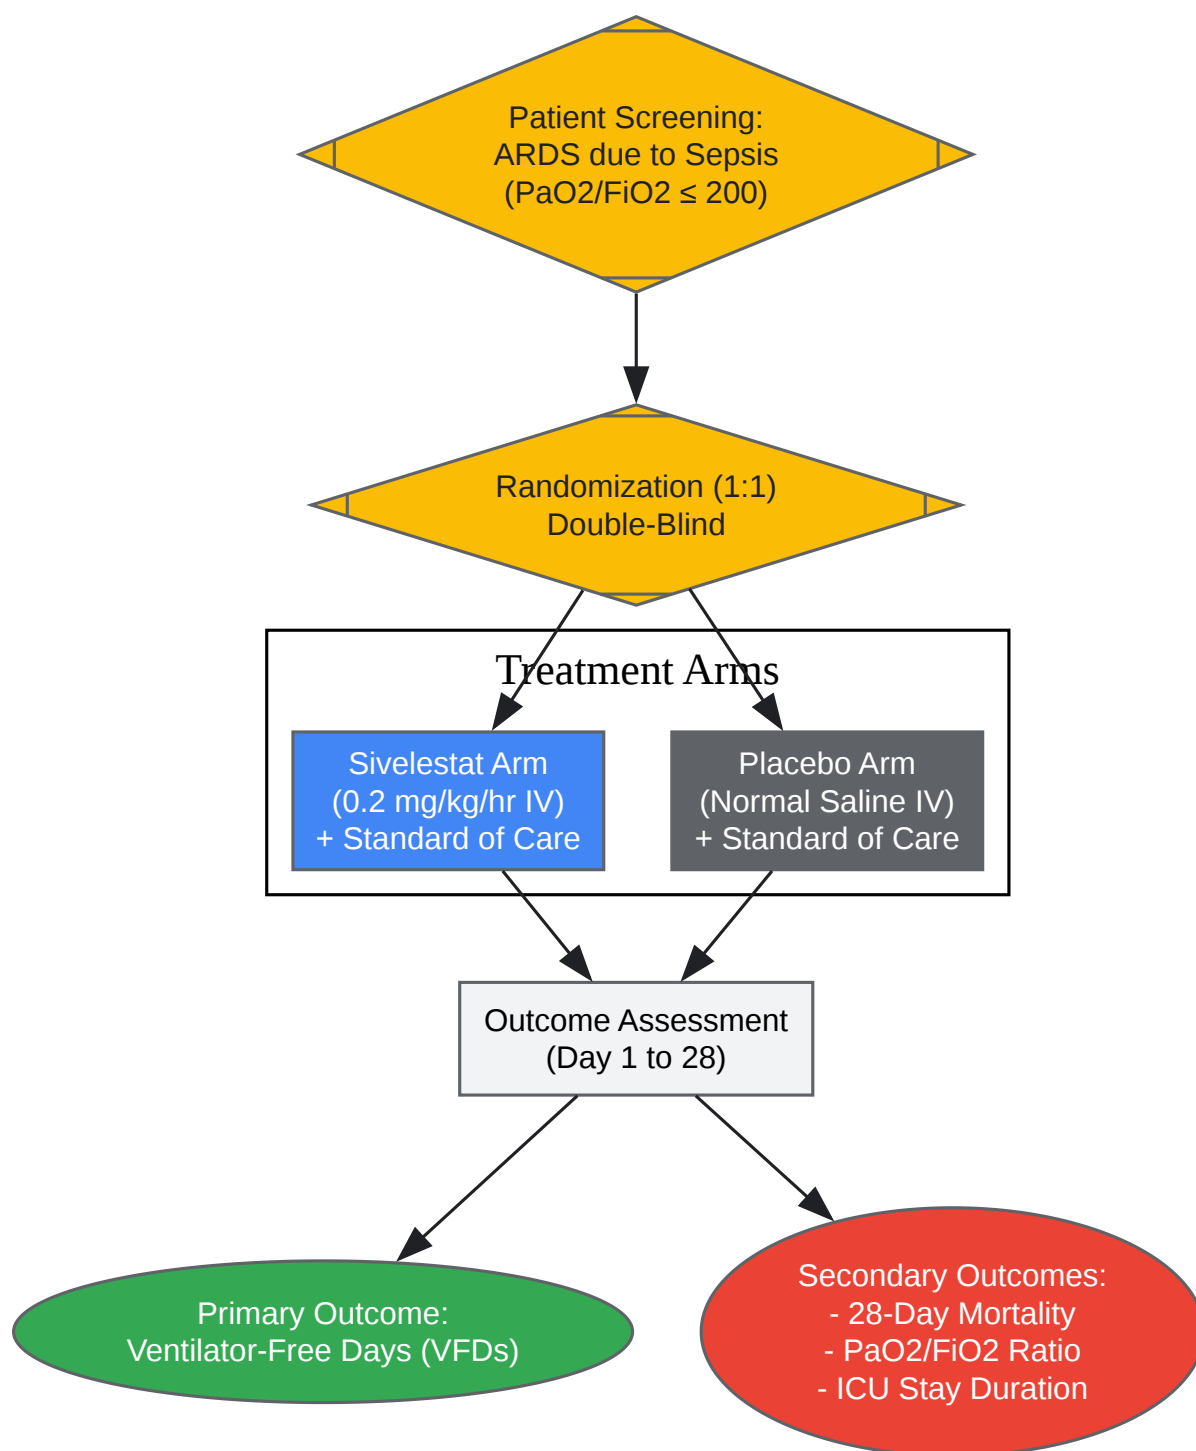 Patient Screening:
ARDS due to Sepsis
(PaO2/FiO2 ≤ 200)
Randomization (1:1)
Double-Blind
Treatment Arms
Sivelestat Arm
(0.2 mg/kg/hr IV)
+ Standard of Care
Placebo Arm
(Normal Saline IV)
+ Standard of Care
Outcome Assessment
(Day 1 to 28)
Primary Outcome:
Ventilator-Free Days (VFDs)
Secondary Outcomes:
- 28-Day Mortality
- PaO2/FiO2 Ratio
- ICU Stay Duration